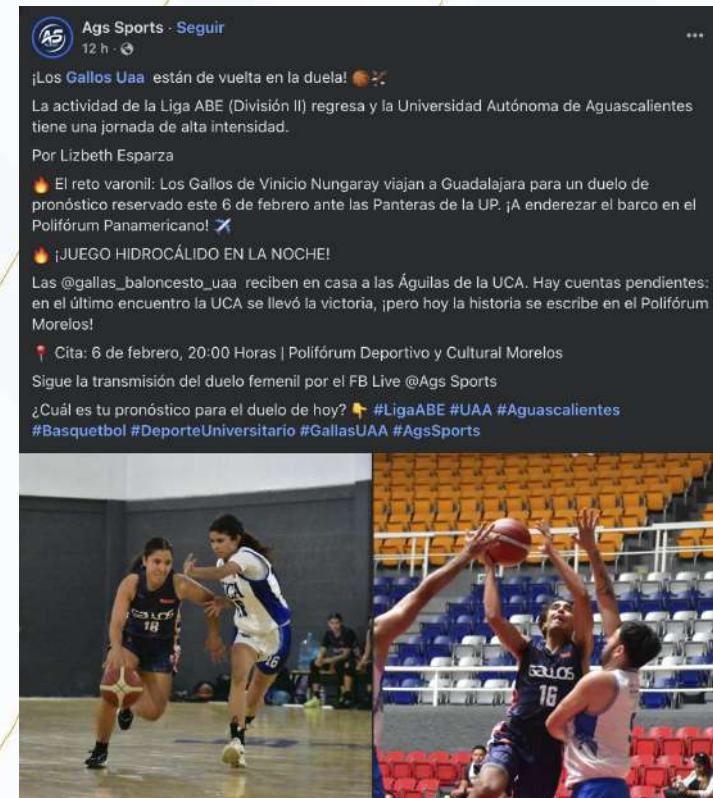 Ags Sports · Seguir
12 h ·
¡Los Gallos Uaa están de vuelta en la duela! 🏀
La actividad de la Liga ABE (División II) regresa y la Universidad Autónoma de Aguascalientes
tiene una jornada de alta intensidad.
Por Lizbeth Esparza
🔥 El reto varonil: Los Gallos de Vinicio Nungaray viajan a Guadalajara para un duelo de
pronóstico reservado este 6 de febrero ante las Panteras de la UP. ¡A enderezar el barco en el
Polifórum Panamericano! ✈️
🔥 ¡JUEGO HIDROCÁLIDO EN LA NOCHE!
Las @gallas_baloncesto_uaa reciben en casa a las Águilas de la UCA. Hay cuentas pendientes:
en el último encuentro la UCA se llevó la victoria, ¡pero hoy la historia se escribe en el Polifórum
Morelos!
📍 Cita: 6 de febrero, 20:00 Horas | Polifórum Deportivo y Cultural Morelos
Sigue la transmisión del duelo femenil por el FB Live @Ags Sports
¿Cuál es tu pronóstico para el duelo de hoy? 👇 #LigaABE #UAA #Aguascalientes
#Basquetbol #DeporteUniversitario #GallasUAA #AgsSports
GALLOS
18
16
GALLOS
16